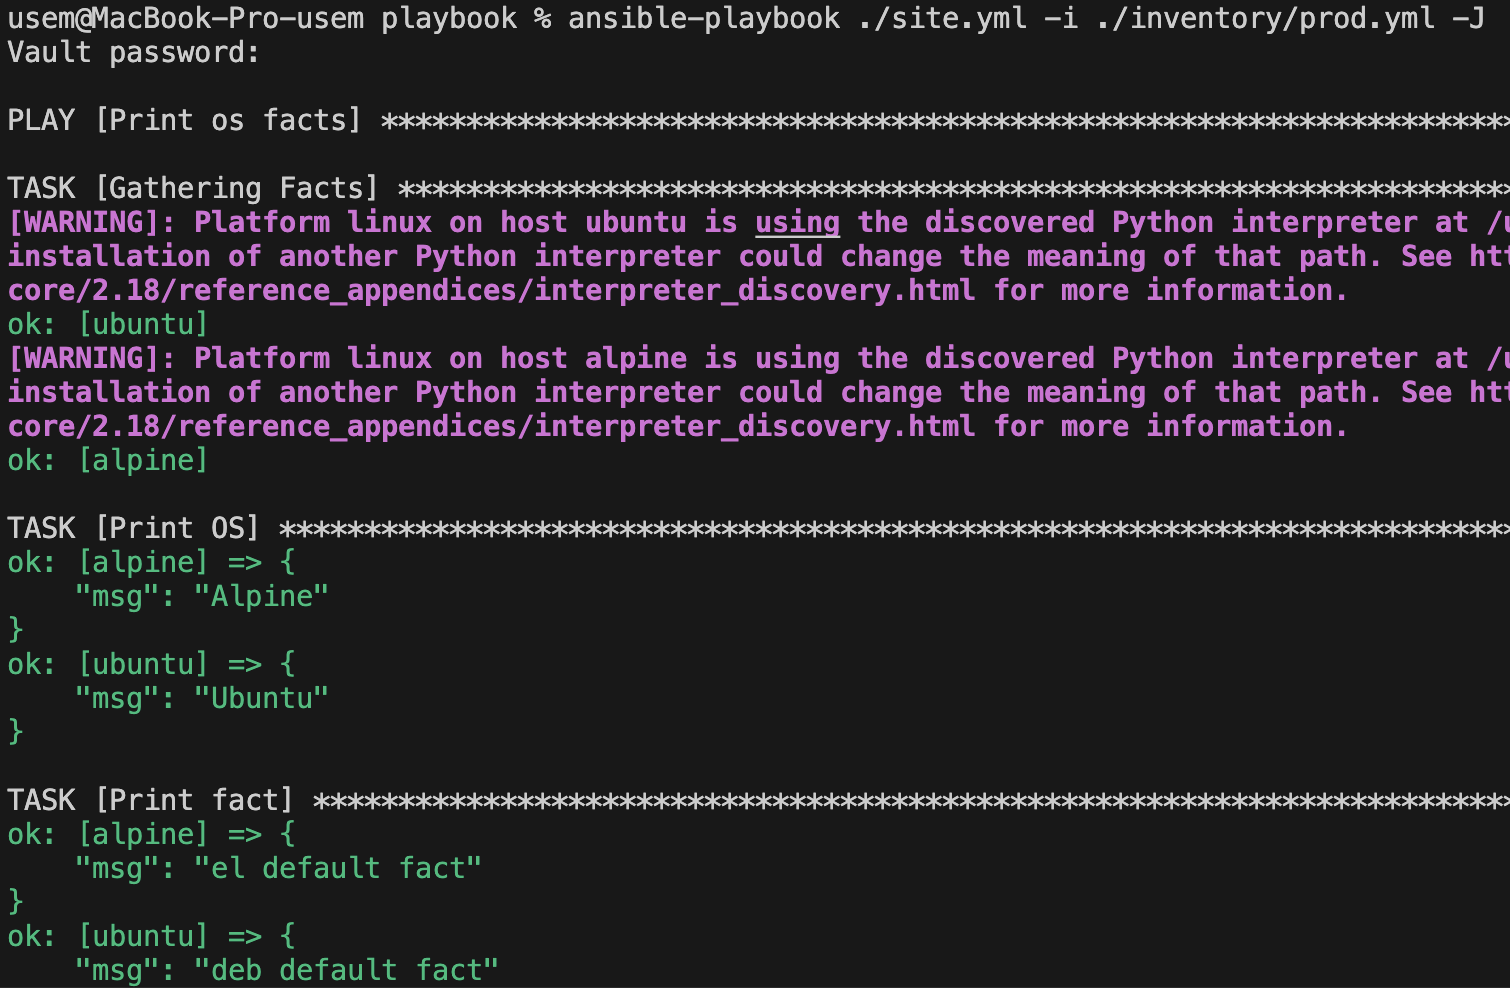 usem@MacBook-Pro-usem playbook % ansible-playbook ./site.yml -i ./inventory/prod.yml -J
Vault password:
PLAY [Print os facts] ******************************************************************
TASK [Gathering Facts] *****************************************************************
[WARNING]: Platform linux on host ubuntu is using the discovered Python interpreter at
installation of another Python interpreter could change the meaning of that path. See
core/2.18/reference_appendices/interpreter_discovery.html for more information.
ok: [ubuntu]
[WARNING]: Platform linux on host alpine is using the discovered Python interpreter at
installation of another Python interpreter could change the meaning of that path. See
core/2.18/reference_appendices/interpreter_discovery.html for more information.
ok: [alpine]
TASK [Print OS] ************************************************************************
ok: [alpine] => {
    "msg": "Alpine"
}
ok: [ubuntu] => {
    "msg": "Ubuntu"
}
TASK [Print fact] **********************************************************************
ok: [alpine] => {
    "msg": "el default fact"
}
ok: [ubuntu] => {
    "msg": "deb default fact"